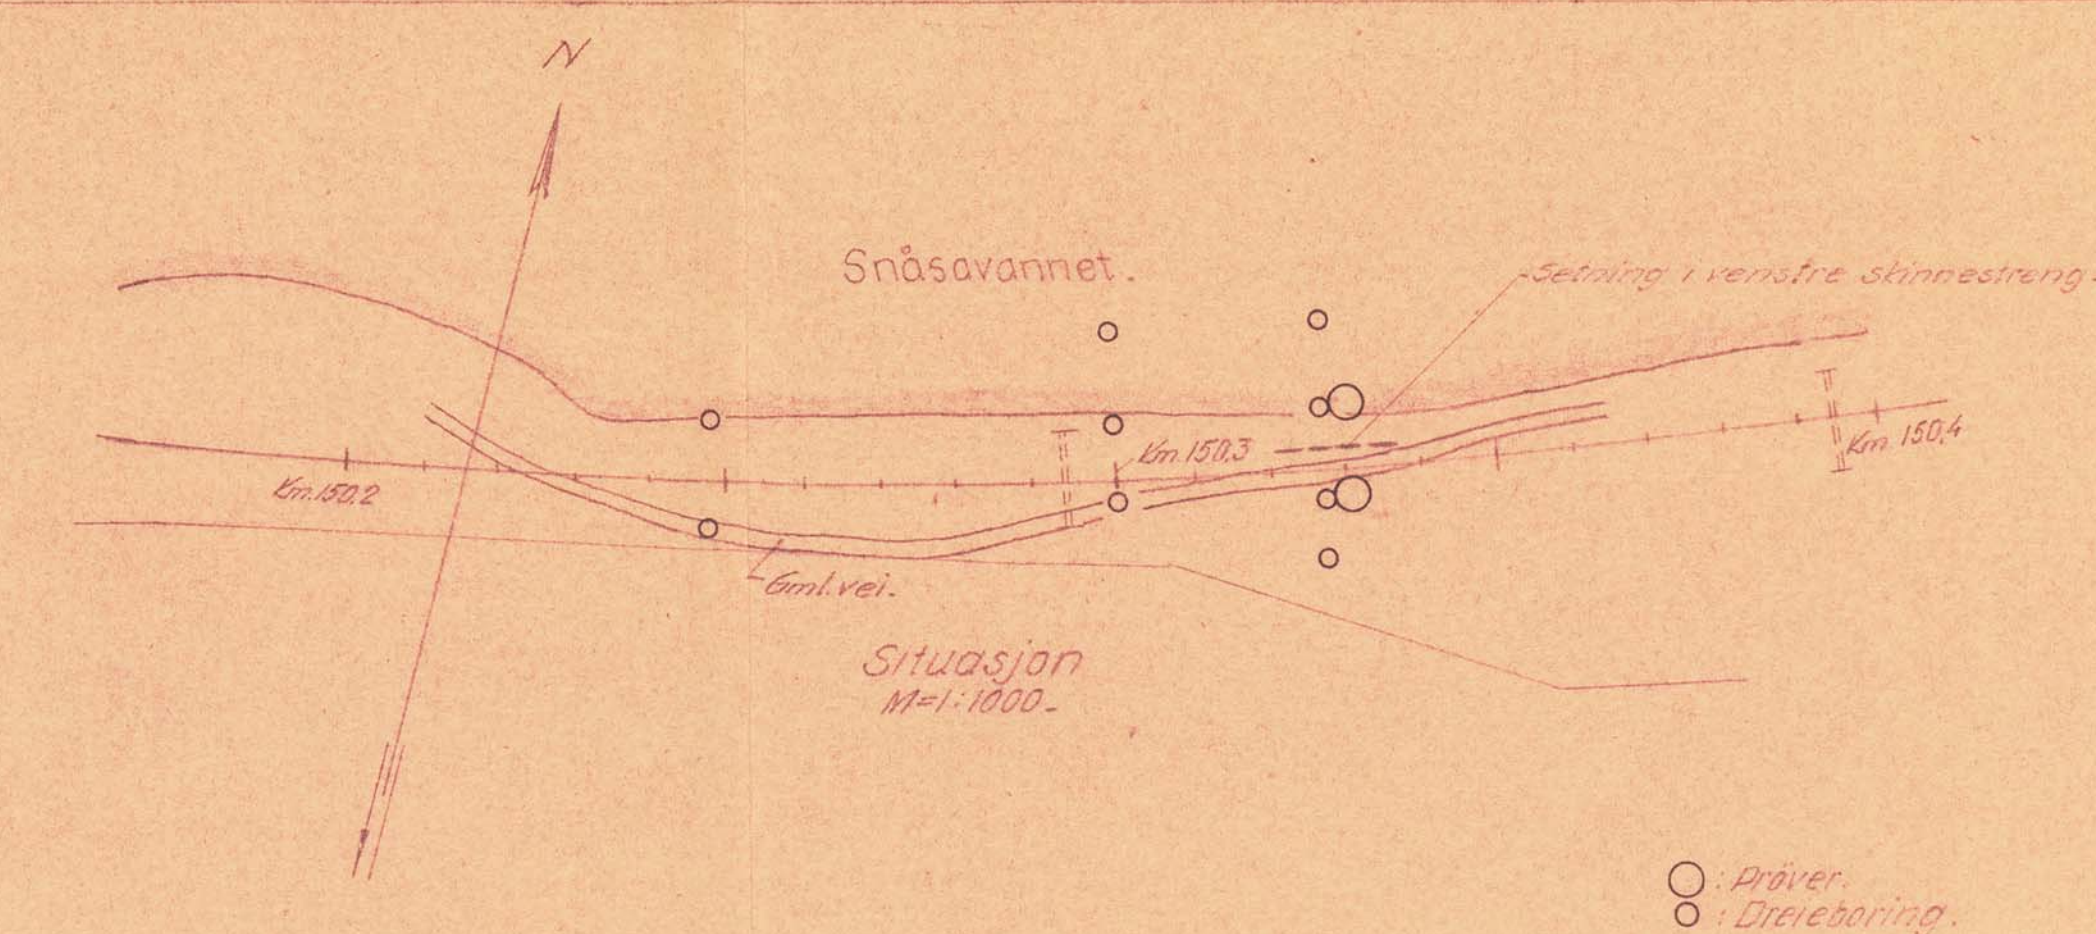 N
Snåsavannet.
Setning i venstre skinnestreng.
Km. 150,3
Km. 150,4
Km. 150,2
Gml. vei.
Situasjon
M=1:1000.
: Pröver.
: Dreieboring.